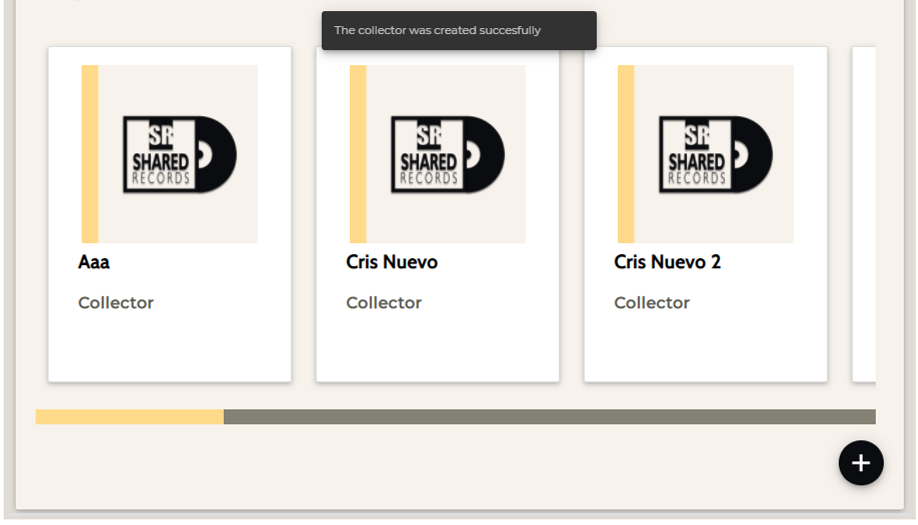 The collector was created succesfully
SR
SHARED
RECORDS
SR
SHARED
RECORDS
SR
SHARED
RECORDS
Aaa
Cris Nuevo
Cris Nuevo 2
Collector
Collector
Collector